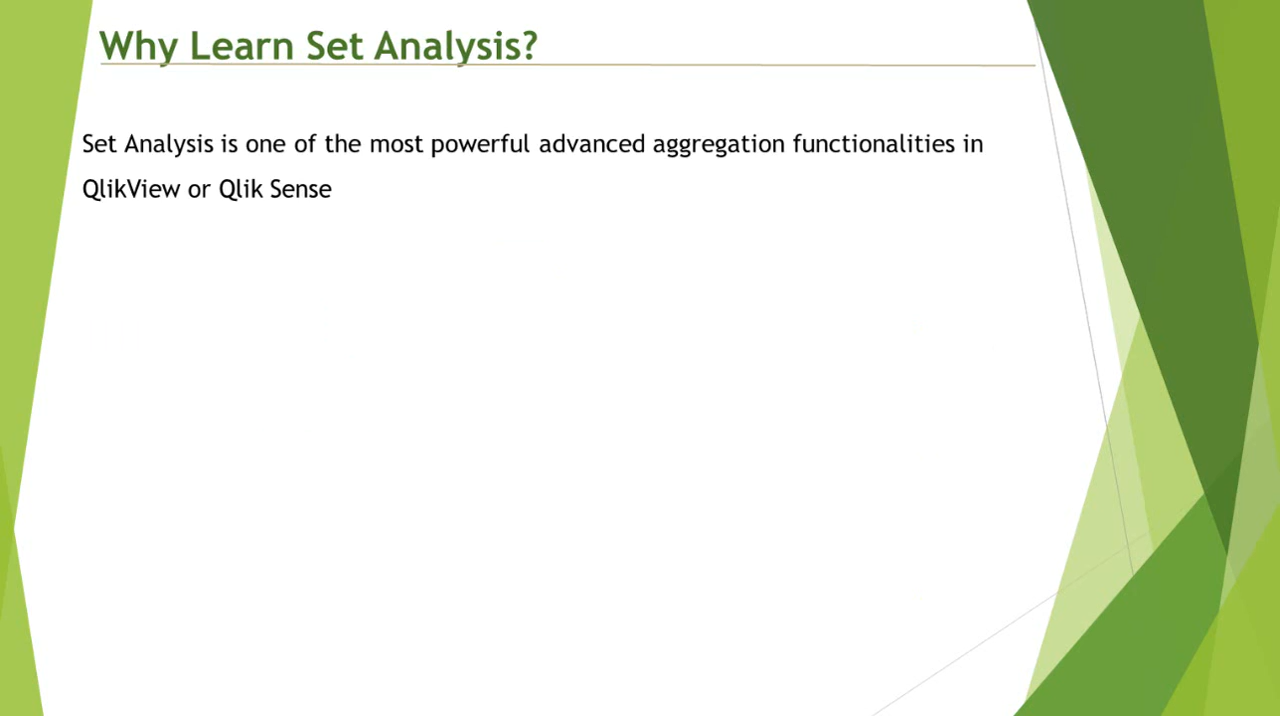 Why Learn Set Analysis?
Set Analysis is one of the most powerful advanced aggregation functionalities in
QlikView or Qlik Sense